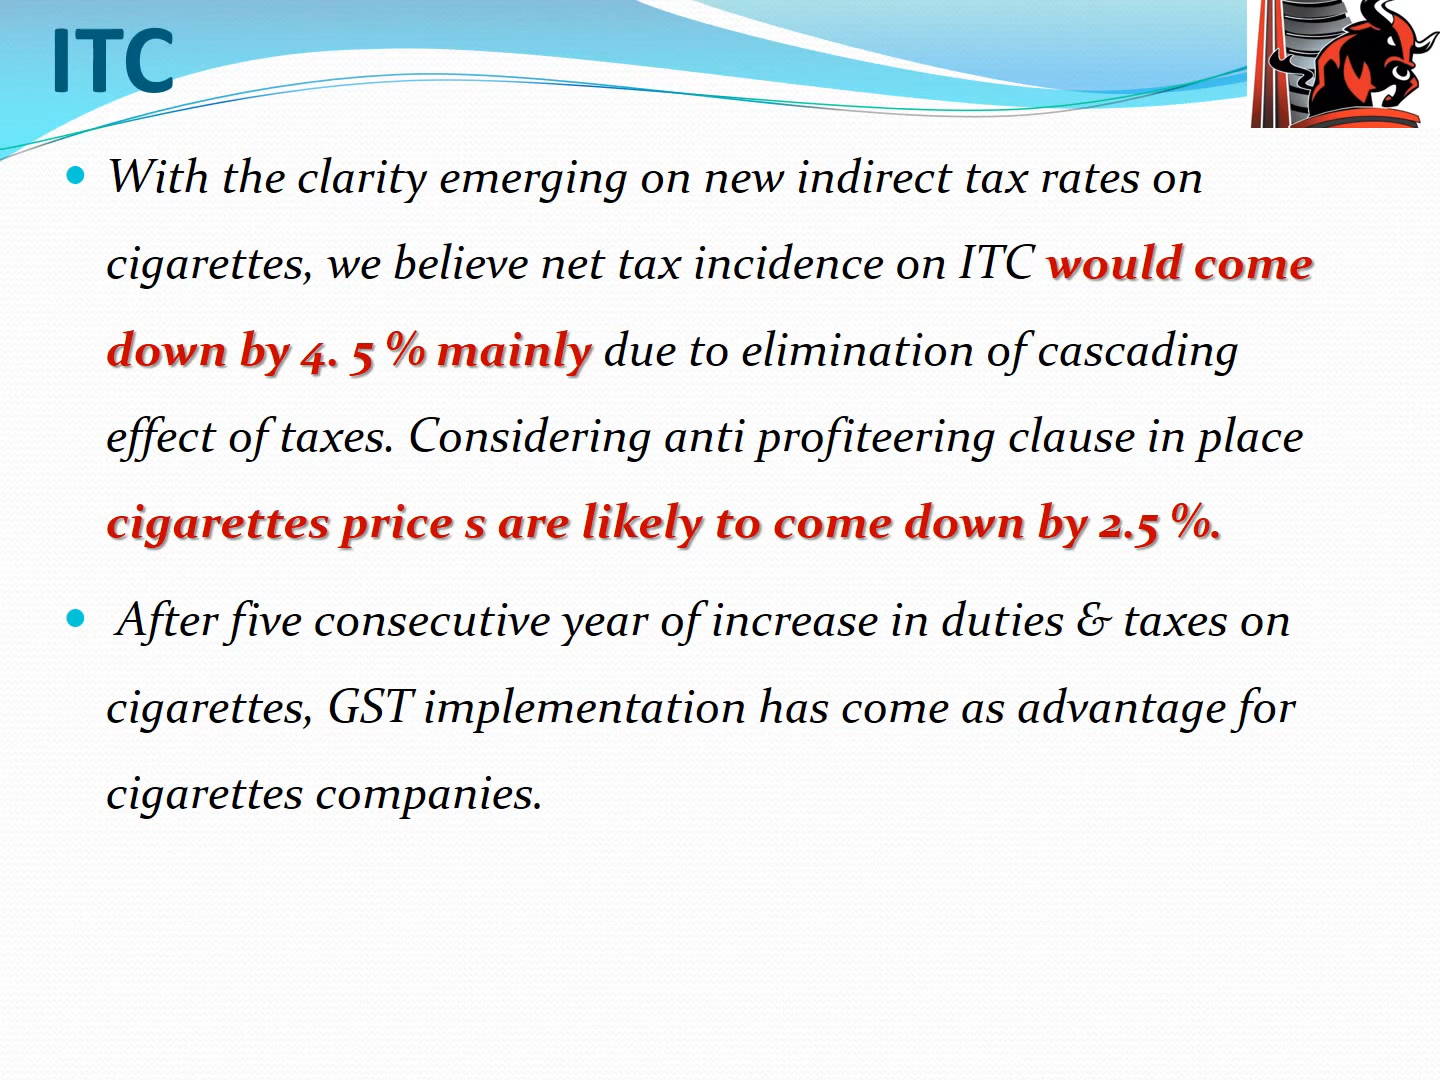 ITC
• With the clarity emerging on new indirect tax rates on
cigarettes, we believe net tax incidence on ITC would come
down by 4. 5 % mainly due to elimination of cascading
effect of taxes. Considering anti profiteering clause in place
cigarettes price s are likely to come down by 2.5 %.
• After five consecutive year of increase in duties & taxes on
cigarettes, GST implementation has come as advantage for
cigarettes companies.